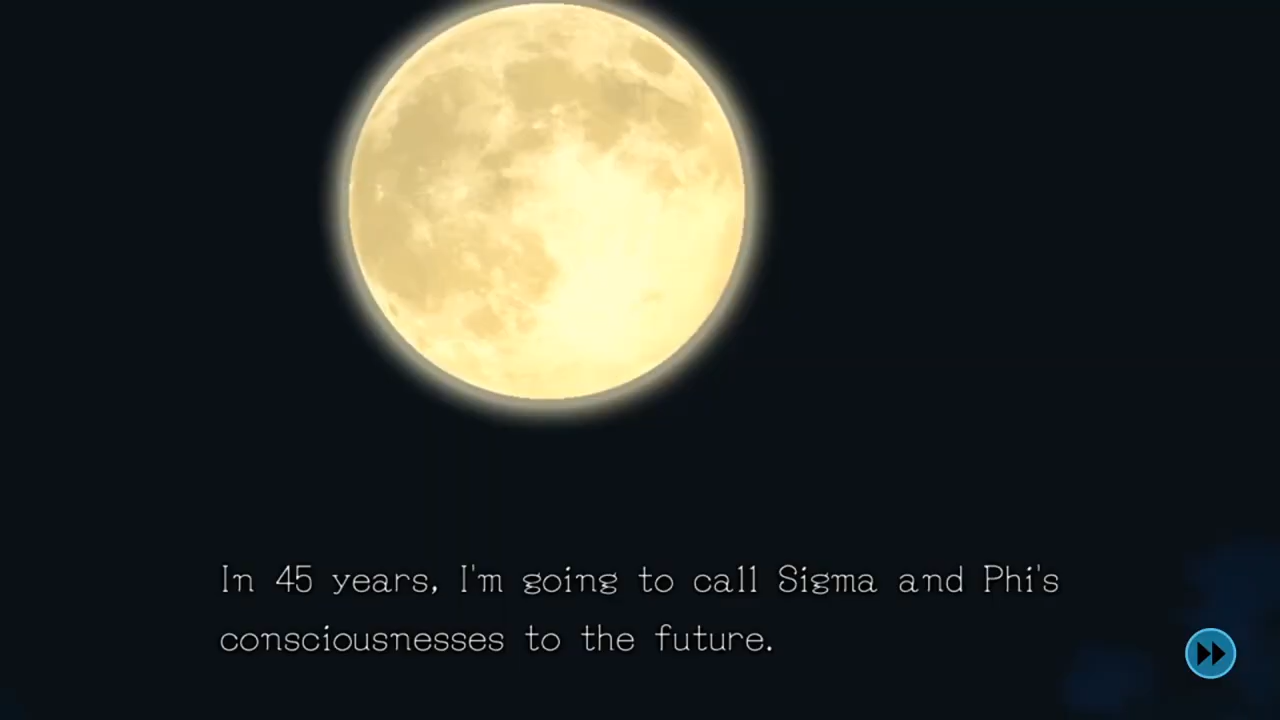 In 45 years, I'm going to call Sigma and Phi's
consciousnesses to the future.